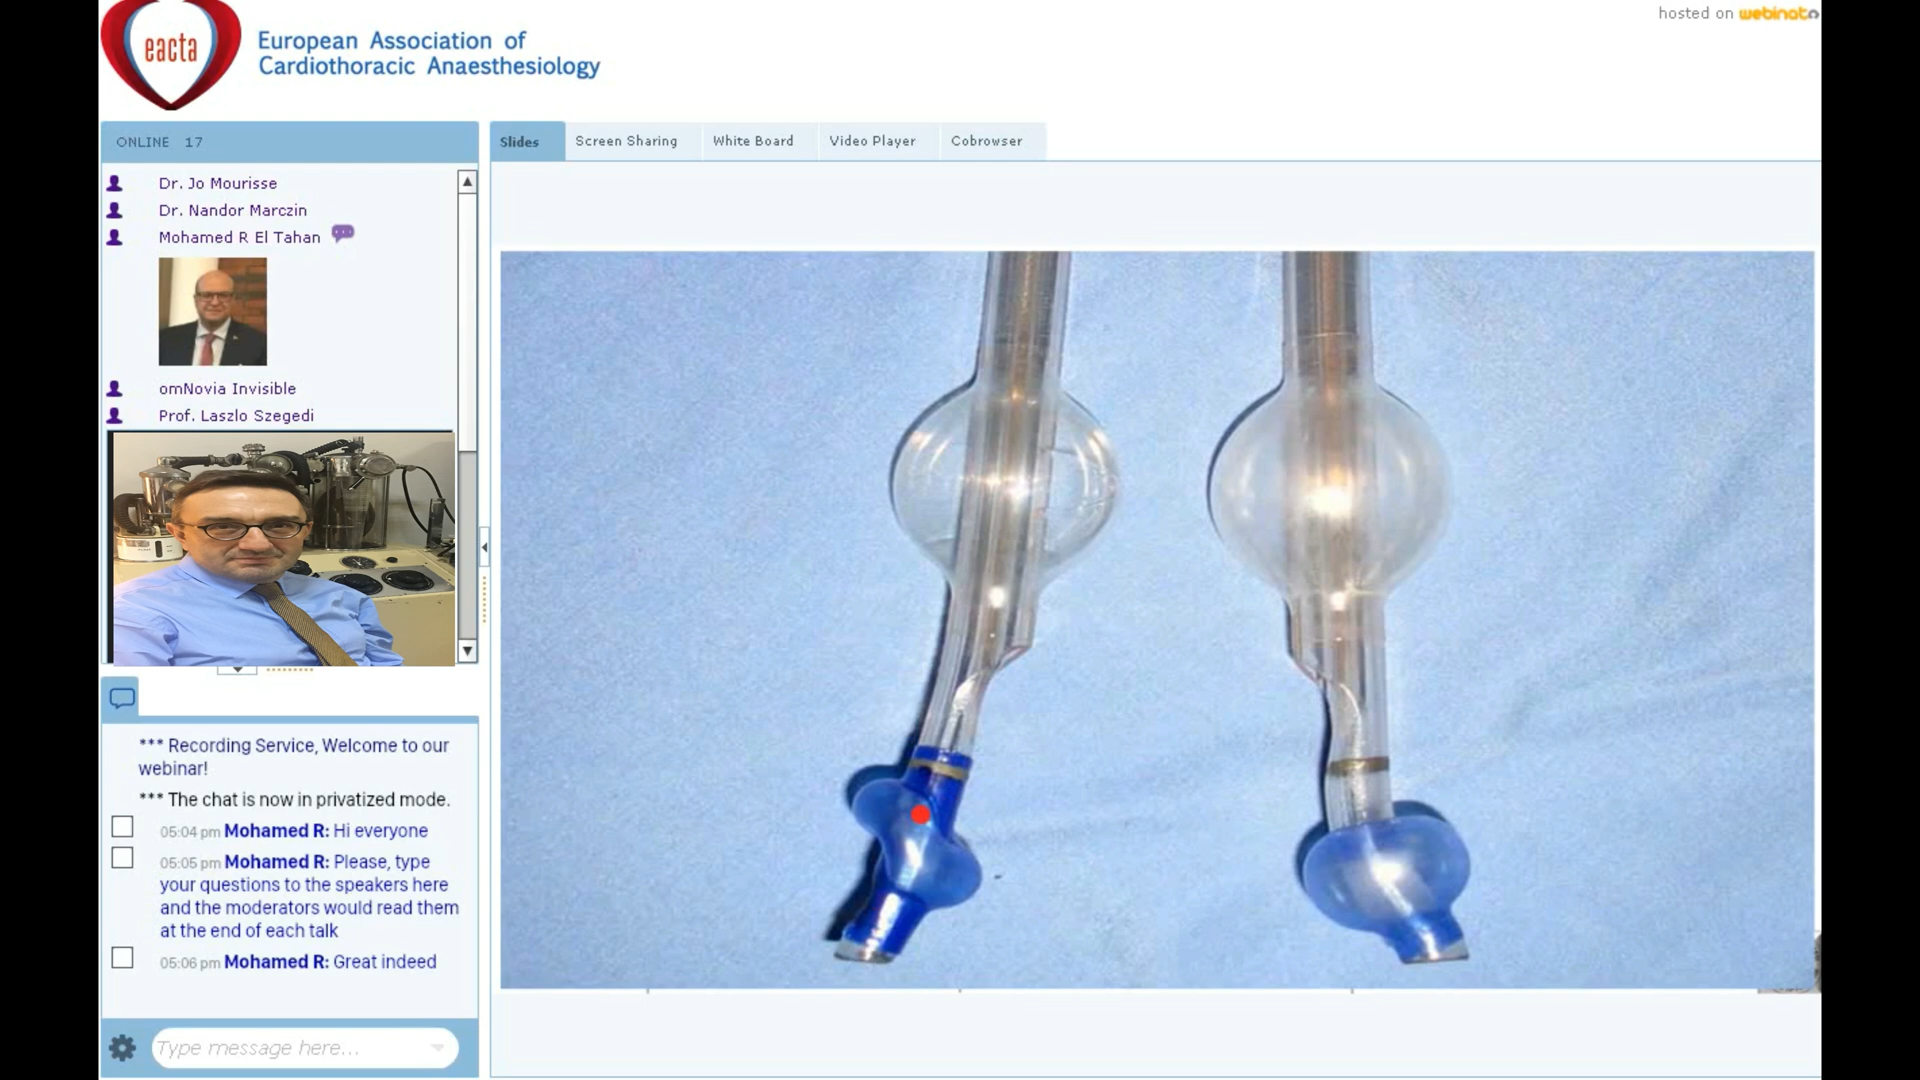 eacta
European Association of
Cardiothoracic Anaesthesiology
hosted on webinato
ONLINE 17
Dr. Jo Mourisse
Dr. Nandor Marczin
Mohamed R El Tahan
omNovia Invisible
Prof. Laszlo Szegedi
Slides
Screen Sharing
White Board
Video Player
Cobrowser
*** Recording Service, Welcome to our
webinar!
*** The chat is now in privatized mode.
05:04 pm Mohamed R: Hi everyone
05:05 pm Mohamed R: Please, type
your questions to the speakers here
and the moderators would read them
at the end of each talk
05:06 pm Mohamed R: Great indeed
Type message here...